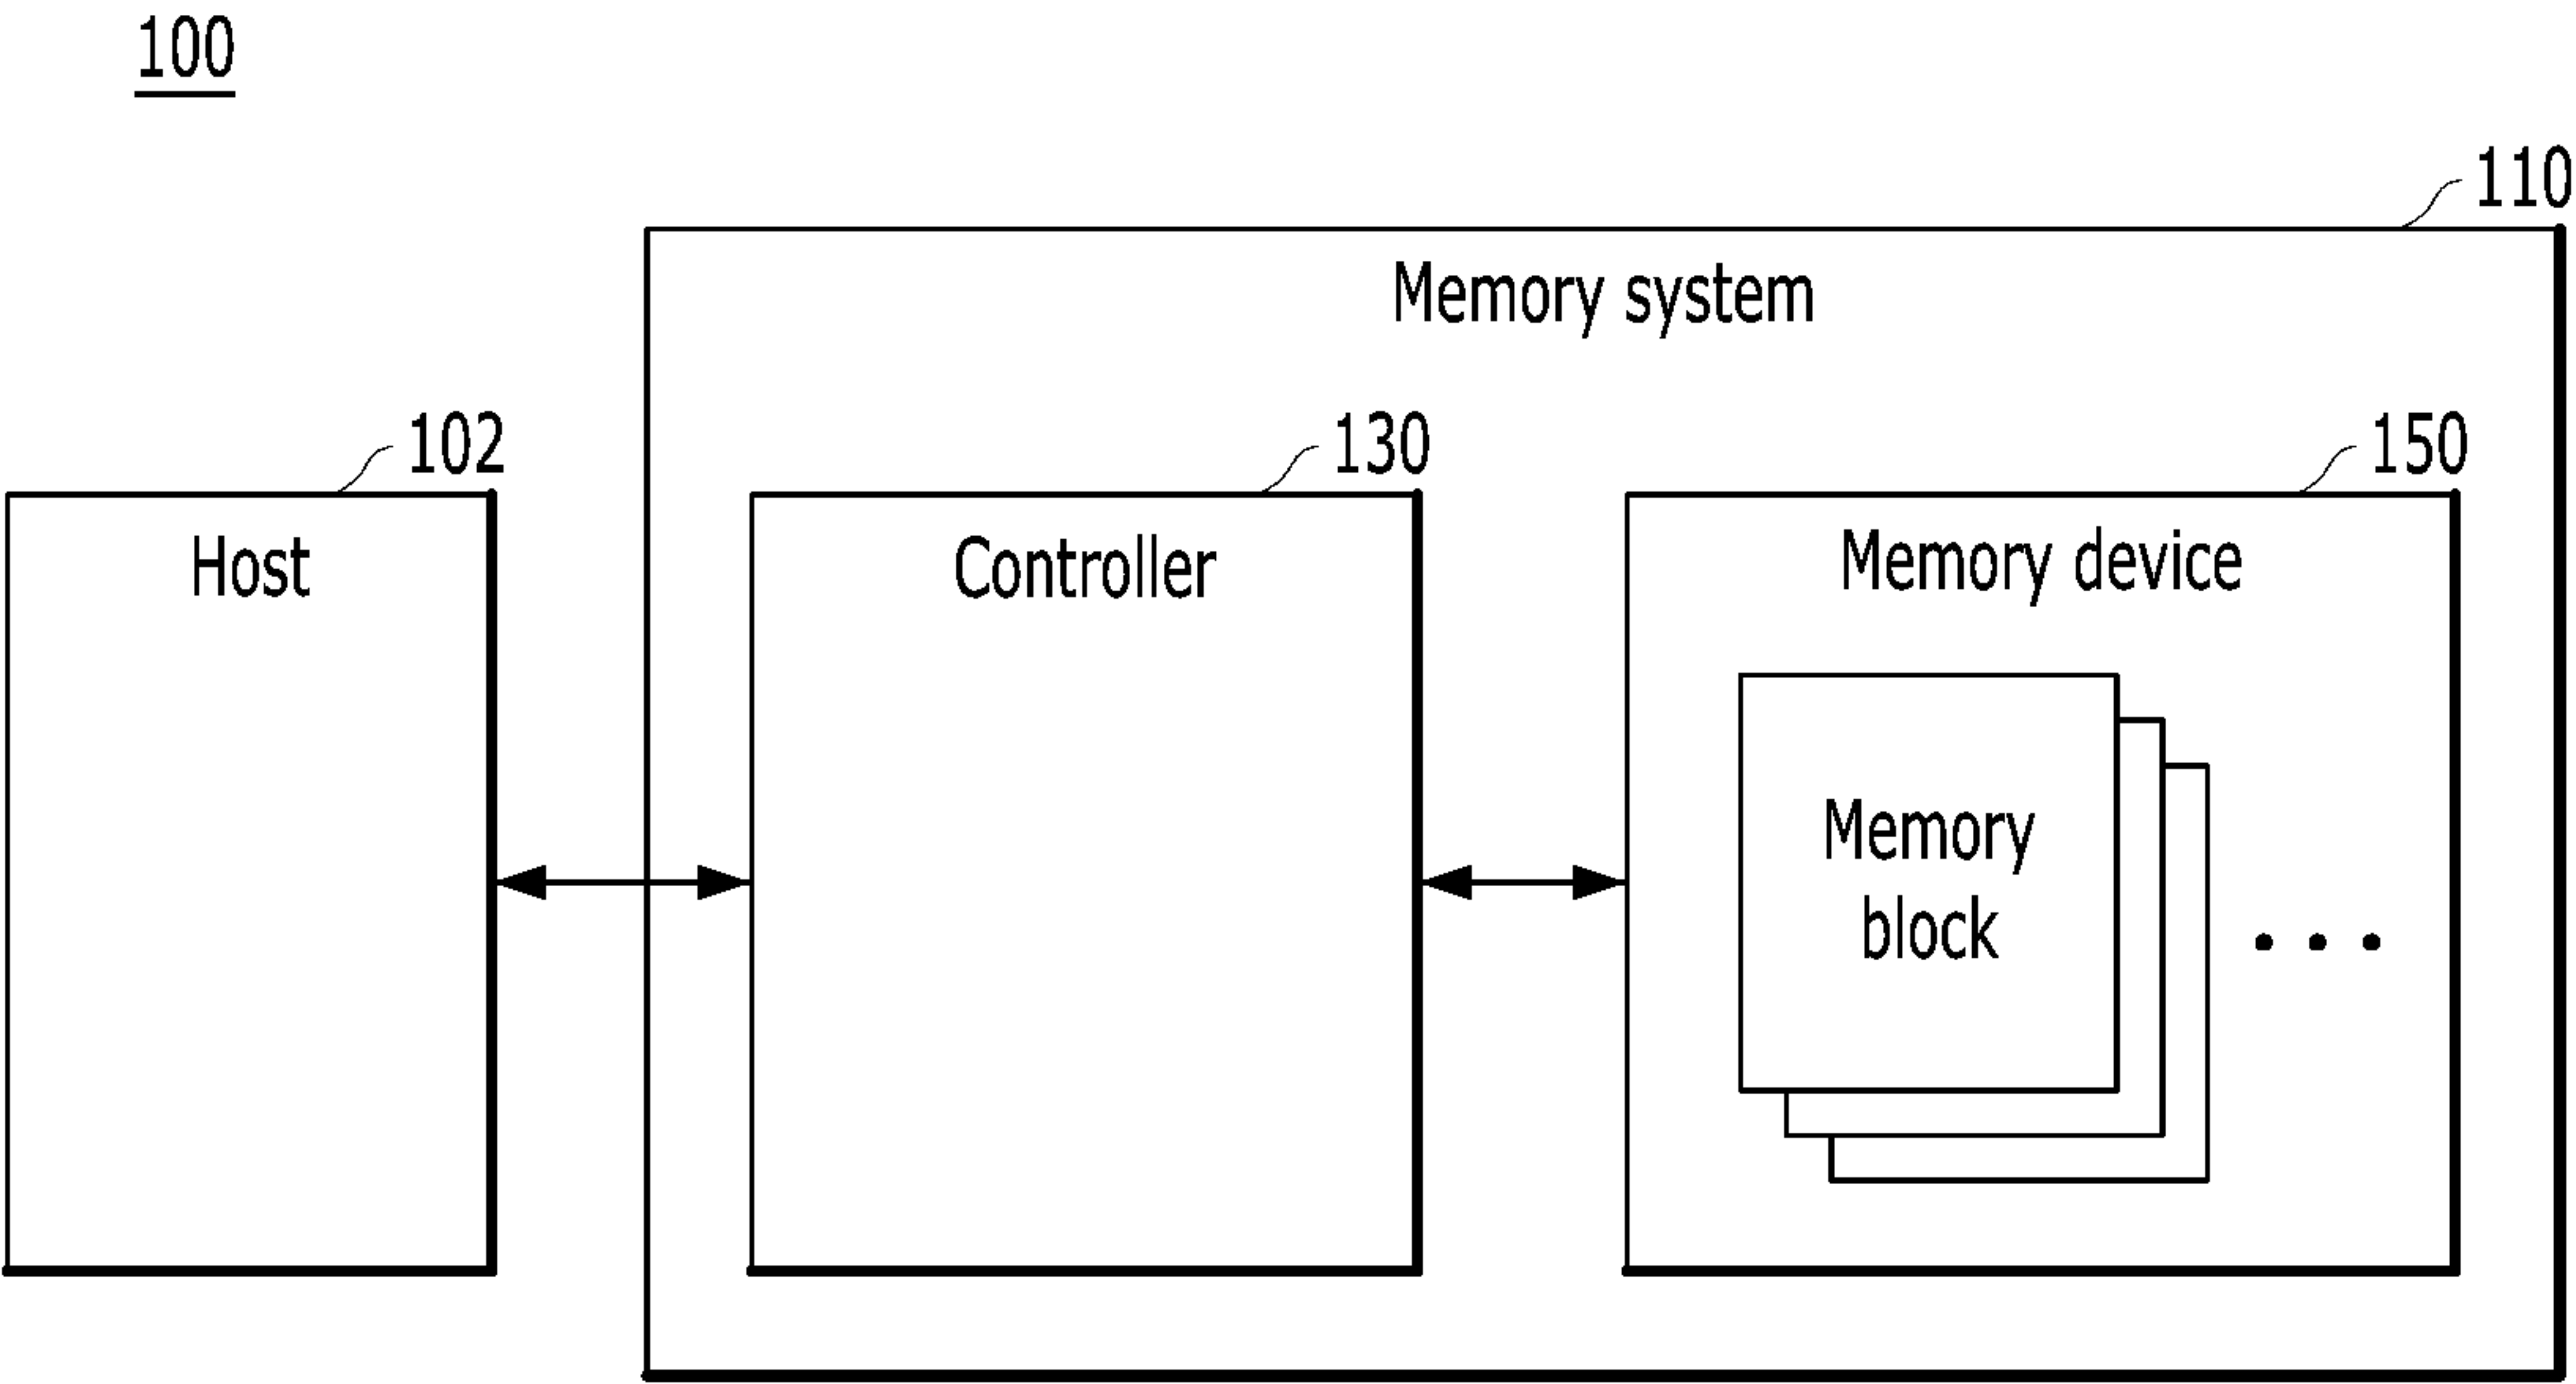 100
110
Memory system
102
130
150
Host
Controller
Memory device
Memory
block